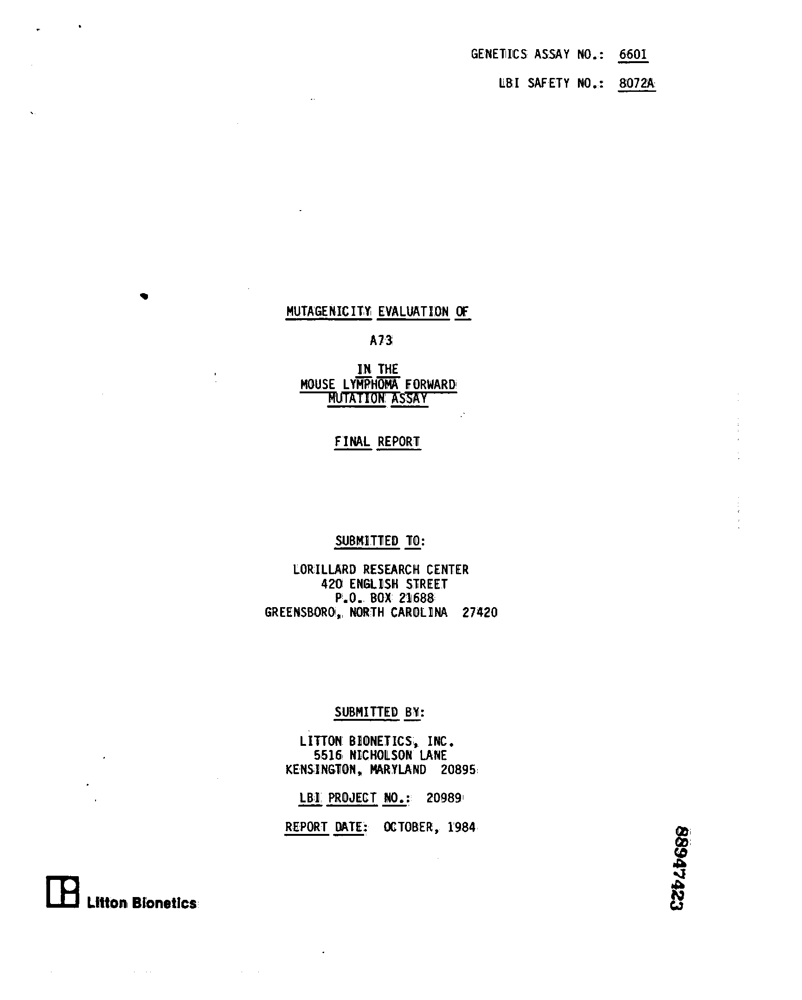 GENETICS ASSAY NO.: 6601
LBI SAFETY NO.: 8072A
MUTAGENICITY EVALUATION OF
A73
IN THE
MOUSE LYMPHOMA FORWARD
MUTATION ASSAY
FINAL REPORT
SUBMITTED TO:
LORILLARD RESEARCH CENTER
420 ENGLISH STREET
P.O. BOX 21688
GREENSBORO, NORTH CAROLINA 27420
SUBMITTED BY:
LITTON BIONETICS, INC.
5516 NICHOLSON LANE
KENSINGTON, MARYLAND 20895
LBI PROJECT NO.: 20989
REPORT DATE: OCTOBER, 1984
Litton Bionetics
88947423